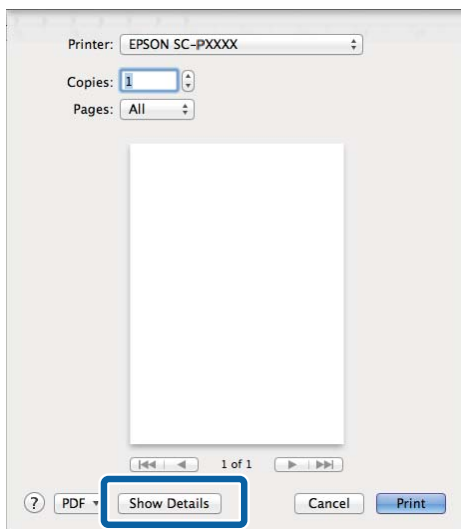 Printer: EPSON SC-PXXXX
Copies: 1
Pages: All
1 of 1
? PDF Show Details Cancel Print